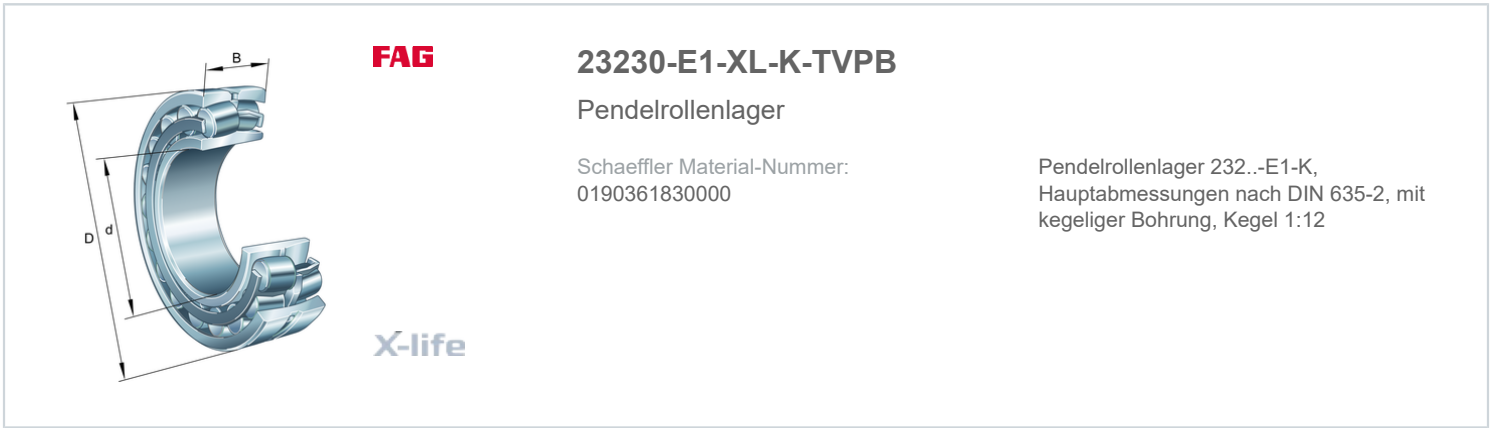 B
D
d
FAG
X-life
23230-E1-XL-K-TVPB
Pendelrollenlager
Schaeffler Material-Nummer:
0190361830000
Pendelrollenlager 232..-E1-K,
Hauptabmessungen nach DIN 635-2, mit
kegeliger Bohrung, Kegel 1:12